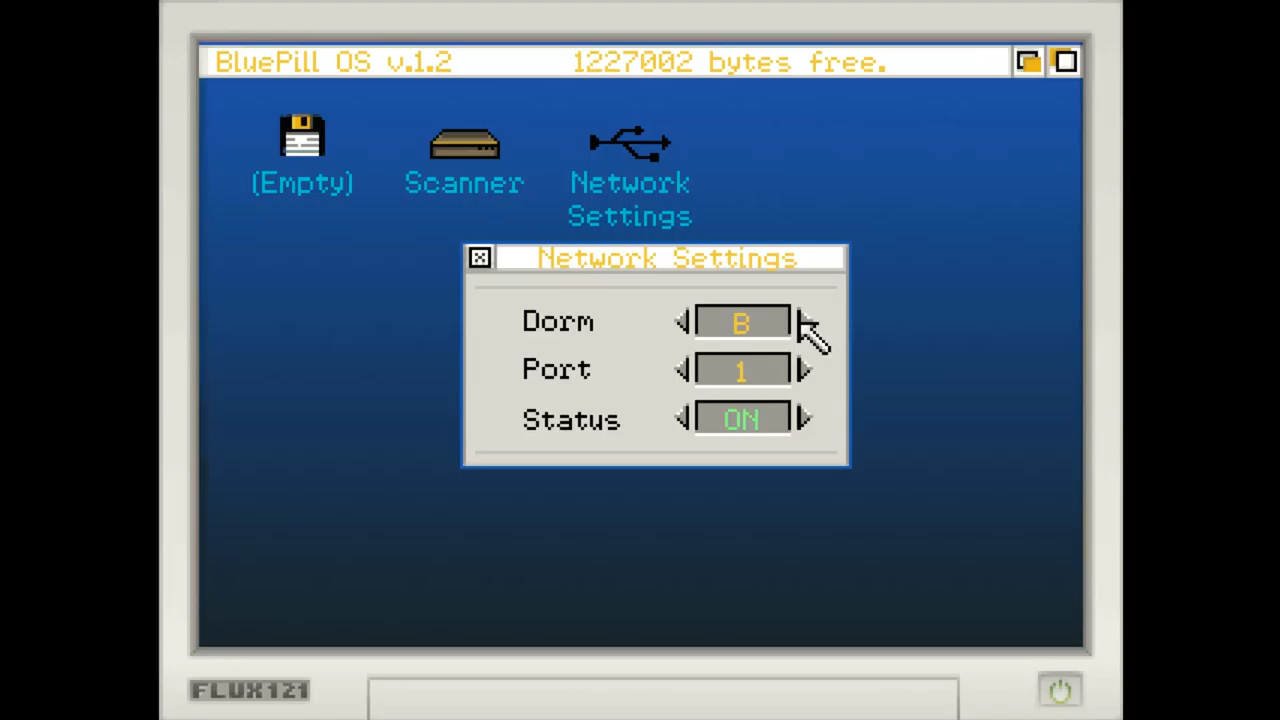 BluePill OS v.1.2 1227002 bytes free.
(Empty) Scanner Network
Settings
Network Settings
Dorm B
Port 1
Status ON
FLUX121